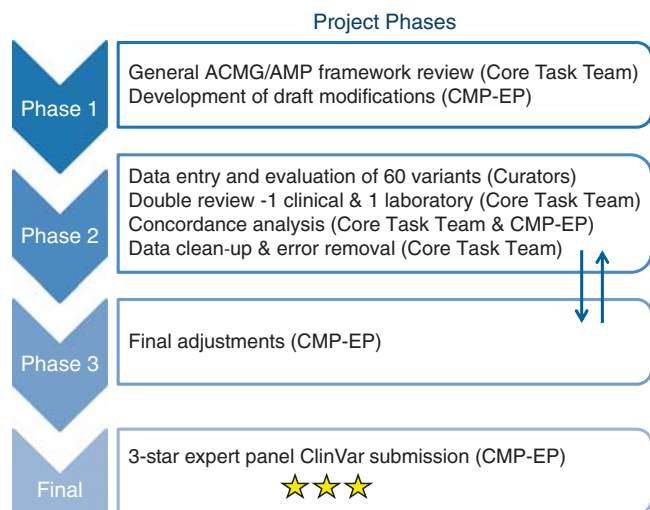 Project Phases
Phase 1
General ACMG/AMP framework review (Core Task Team)
Development of draft modifications (CMP-EP)
Phase 2
Data entry and evaluation of 60 variants (Curators)
Double review -1 clinical & 1 laboratory (Core Task Team)
Concordance analysis (Core Task Team & CMP-EP)
Data clean-up & error removal (Core Task Team)
Phase 3
Final adjustments (CMP-EP)
Final
3-star expert panel ClinVar submission (CMP-EP)